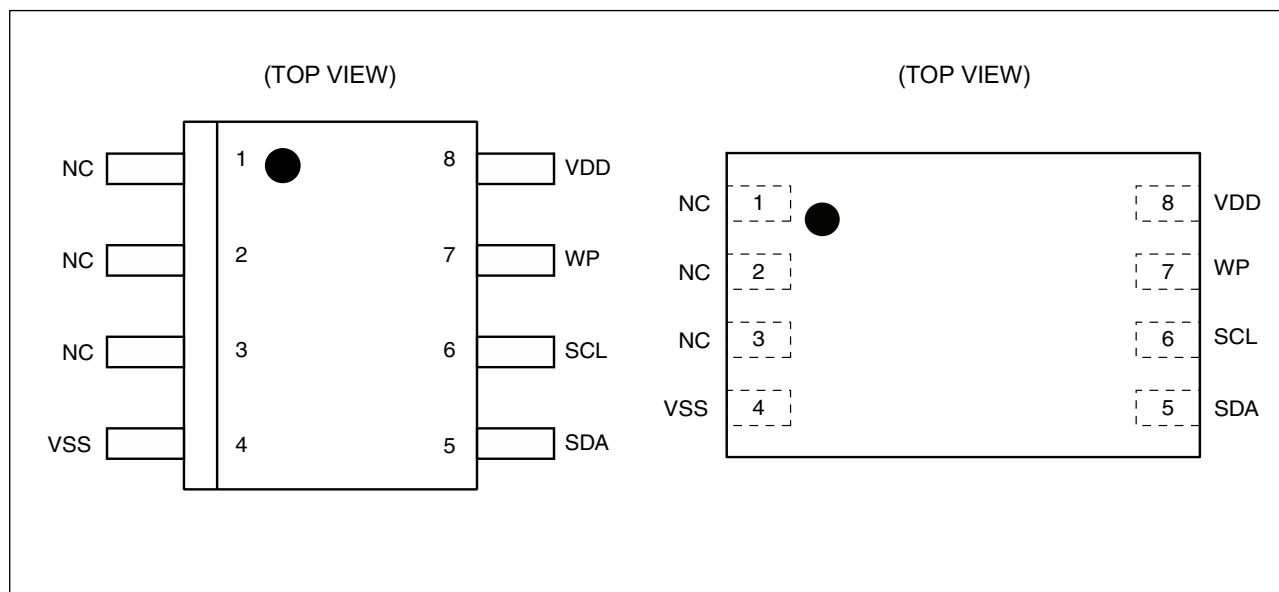 (TOP VIEW)
NC 1 8 VDD
NC 2 7 WP
NC 3 6 SCL
VSS 4 5 SDA
(TOP VIEW)
NC 1 8 VDD
NC 2 7 WP
NC 3 6 SCL
VSS 4 5 SDA